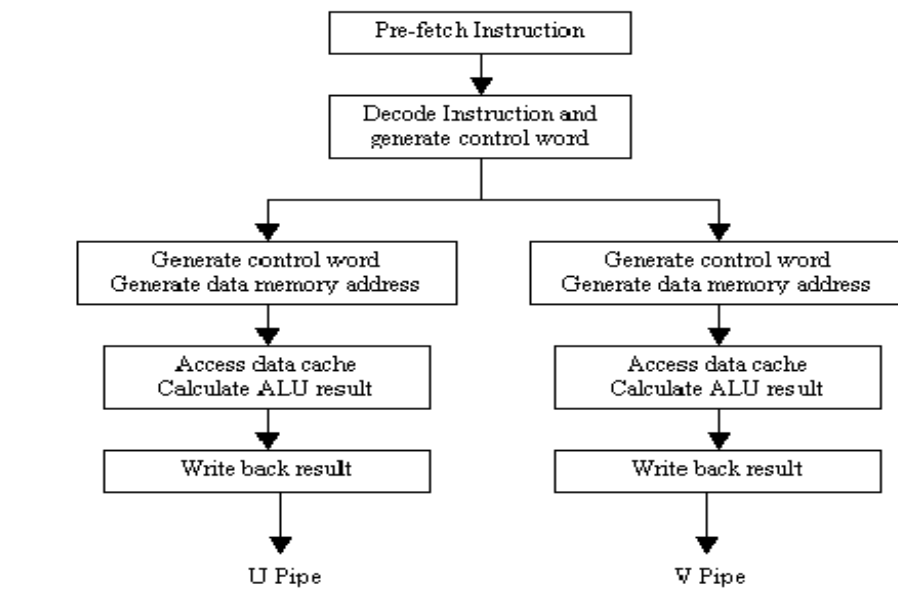 Pre-fetch Instruction
Decode Instruction and
generate control word
Generate control word
Generate data memory address
Generate control word
Generate data memory address
Access data cache
Calculate ALU result
Access data cache
Calculate ALU result
Write back result
Write back result
U Pipe
V Pipe